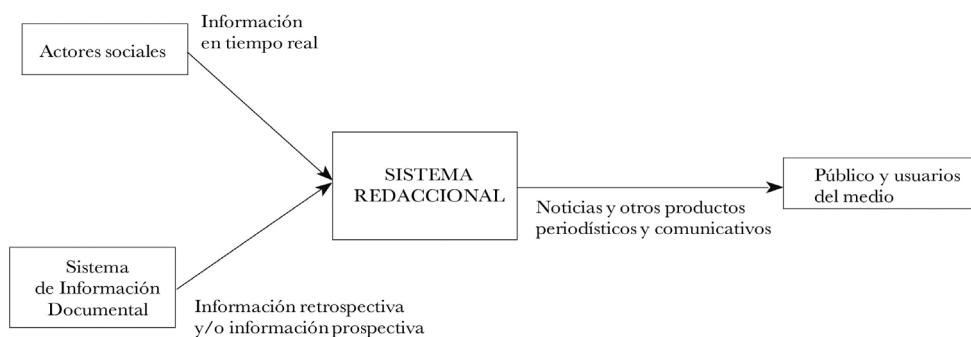 Información
en tiempo real
Actores sociales
SISTEMA
REDACCIONAL
Público y usuarios
del medio
Noticias y otros productos
periodísticos y comunicativos
Sistema
de Información
Documental
Información retrospectiva
y/o información prospectiva